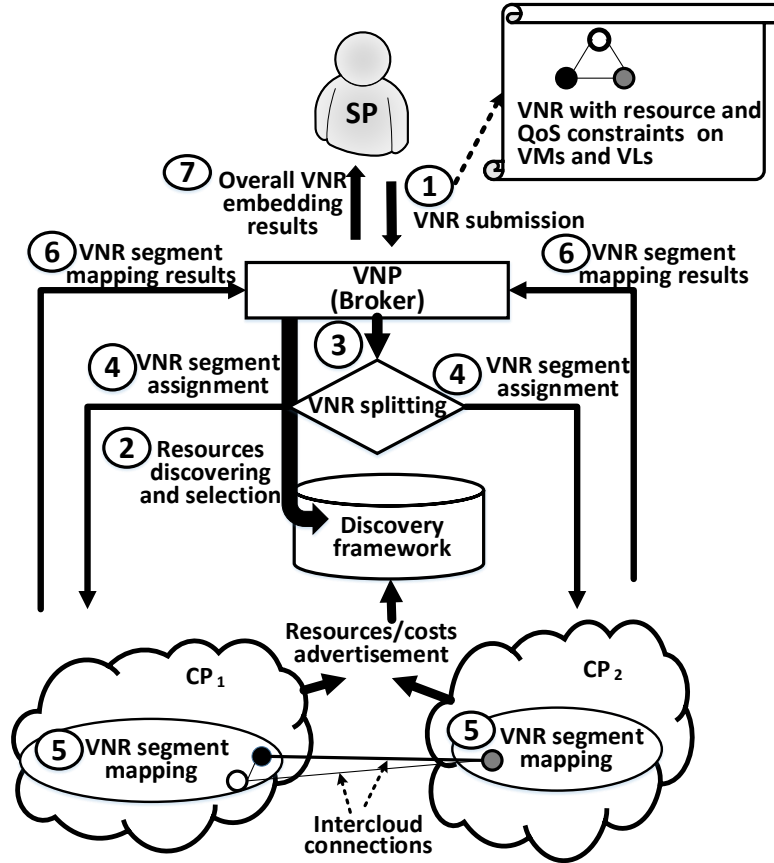 SP
VNR with resource and
QoS constraints on
VMs and VLs
7
Overall VNR
embedding
results
1
VNR submission
6
VNR segment
mapping results
VNP
(Broker)
6
VNR segment
mapping results
3
4
VNR segment
assignment
VNR splitting
4
VNR segment
assignment
2
Resources
discovering
and selection
Discovery
framework
Resources/costs
advertisement
CP 1
CP 2
5
VNR segment
mapping
5
VNR segment
mapping
Intercloud
connections